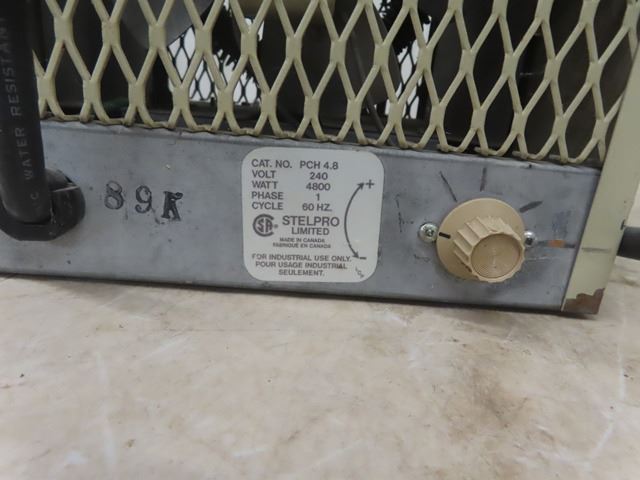 WATER RESISTANT
89K
CAT. NO. PCH 4.8
VOLT 240
WATT 4800
PHASE 1
CYCLE 60 HZ.
+
SA
STELPRO
LIMITED
MADE IN CANADA
FABRIQUÉ EN CANADA
-
FOR INDUSTRIAL USE ONLY.
POUR USAGE INDUSTRIAL
SEULEMENT.